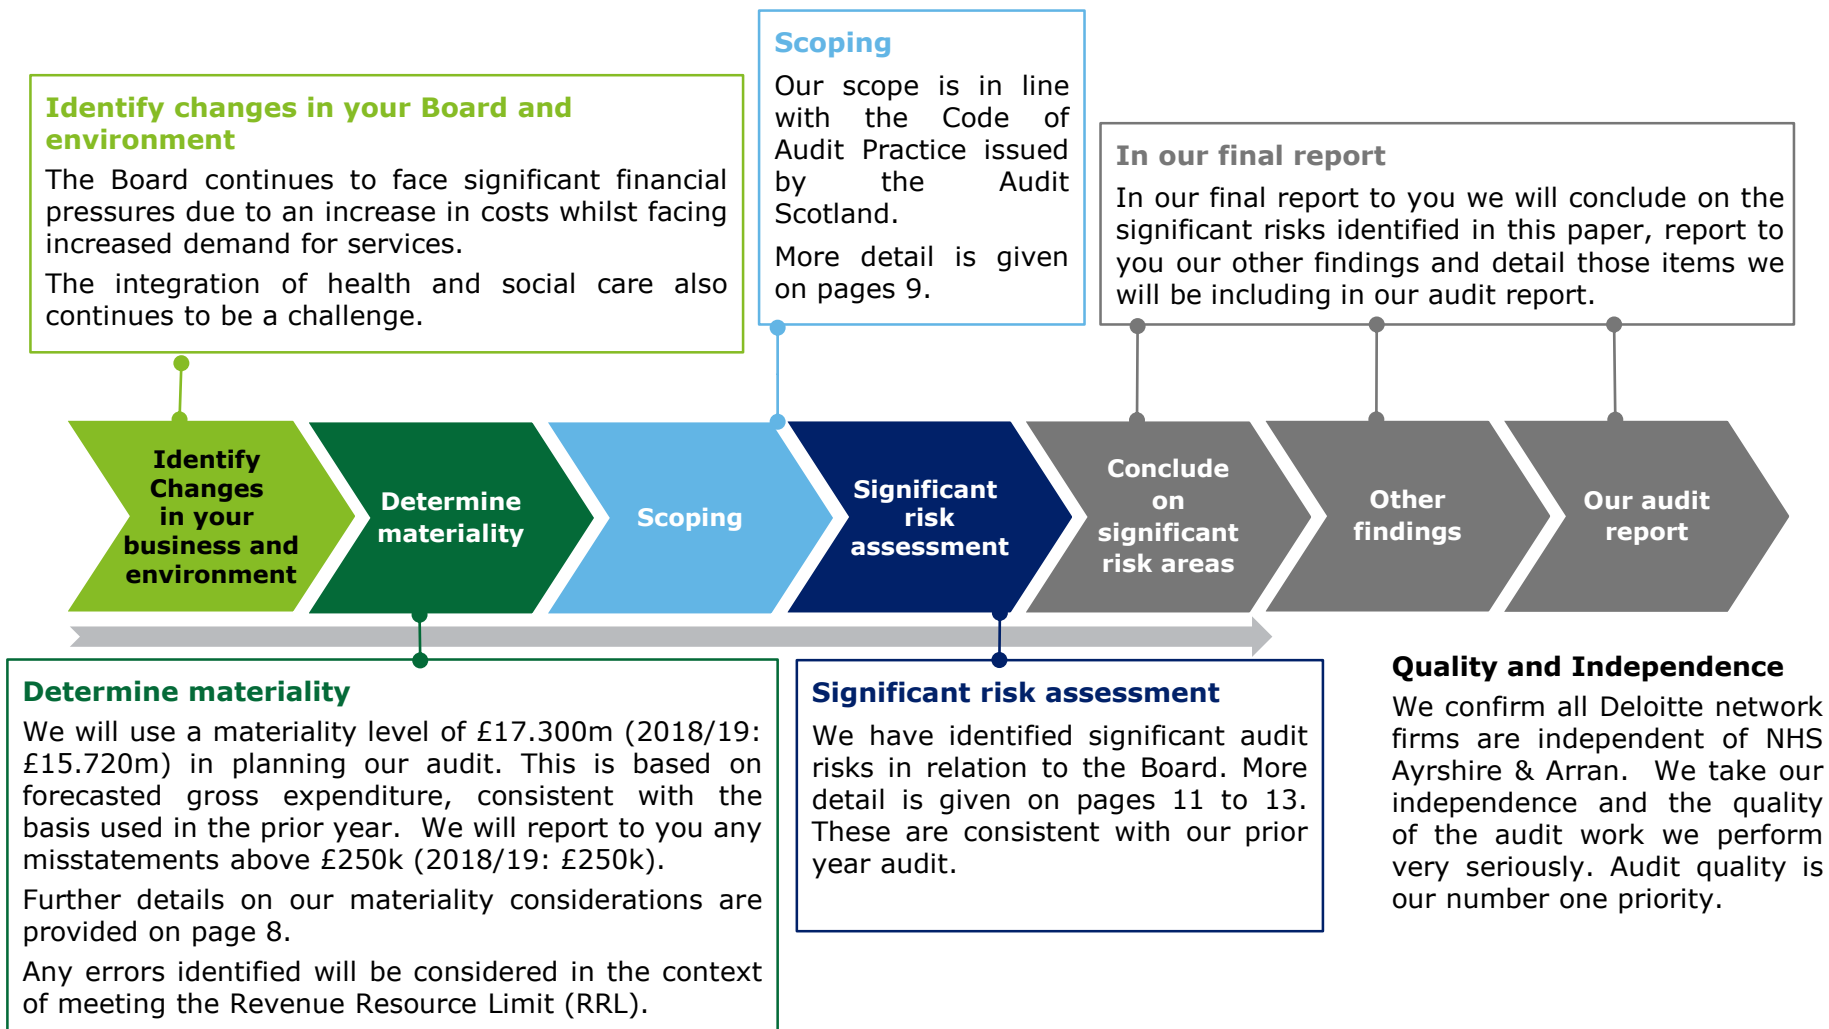 Identify changes in your Board and
environment
The Board continues to face significant financial
pressures due to an increase in costs whilst facing
increased demand for services.
The integration of health and social care also
continues to be a challenge.
Scoping
Our scope is in line
with the Code of
Audit Practice issued
by the Audit
Scotland.
More detail is given
on pages 9.
In our final report
In our final report to you we will conclude on the
significant risks identified in this paper, report to
you our other findings and detail those items we
will be including in our audit report.
Identify
Changes
in your
business and
environment
Determine
materiality
Scoping
Significant
risk
assessment
Conclude
on
significant
risk areas
Other
findings
Our audit
report
Determine materiality
We will use a materiality level of £17.300m (2018/19:
£15.720m) in planning our audit. This is based on
forecasted gross expenditure, consistent with the
basis used in the prior year. We will report to you any
misstatements above £250k (2018/19: £250k).
Further details on our materiality considerations are
provided on page 8.
Any errors identified will be considered in the context
of meeting the Revenue Resource Limit (RRL).
Significant risk assessment
We have identified significant audit
risks in relation to the Board. More
detail is given on pages 11 to 13.
These are consistent with our prior
year audit.
Quality and Independence
We confirm all Deloitte network
firms are independent of NHS
Ayrshire & Arran. We take our
independence and the quality
of the audit work we perform
very seriously. Audit quality is
our number one priority.